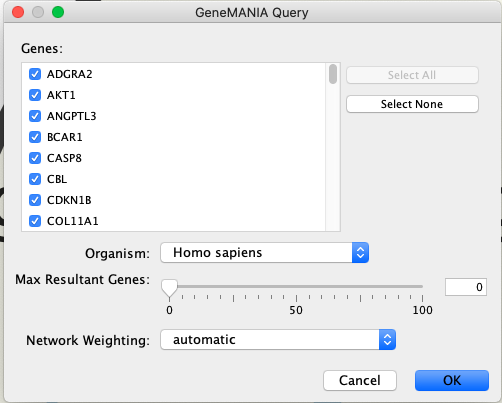 GeneMANIA Query
Genes:
ADGRA2
AKT1
ANGPTL3
BCAR1
CASP8
CBL
CDKN1B
COL11A1
Select All
Select None
Organism: Homo sapiens
Max Resultant Genes: 0
0 50 100
Network Weighting: automatic
Cancel OK